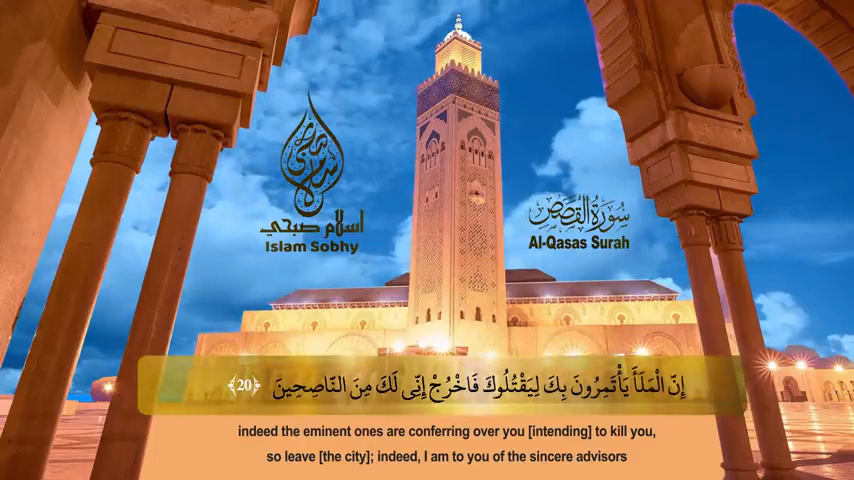 اسلام صبحي
Islam Sobhy
سورة القصص
Al-Qasas Surah
إِنَّ الْمَلَأَ يَأْتَمِرُونَ بِكَ لِيَقْتُلُوكَ فَاخْرُجْ إِنِّى لَكَ مِنَ النَّاصِحِينَ ﴿20﴾
indeed the eminent ones are conferring over you [intending] to kill you,
so leave [the city]; indeed, I am to you of the sincere advisors